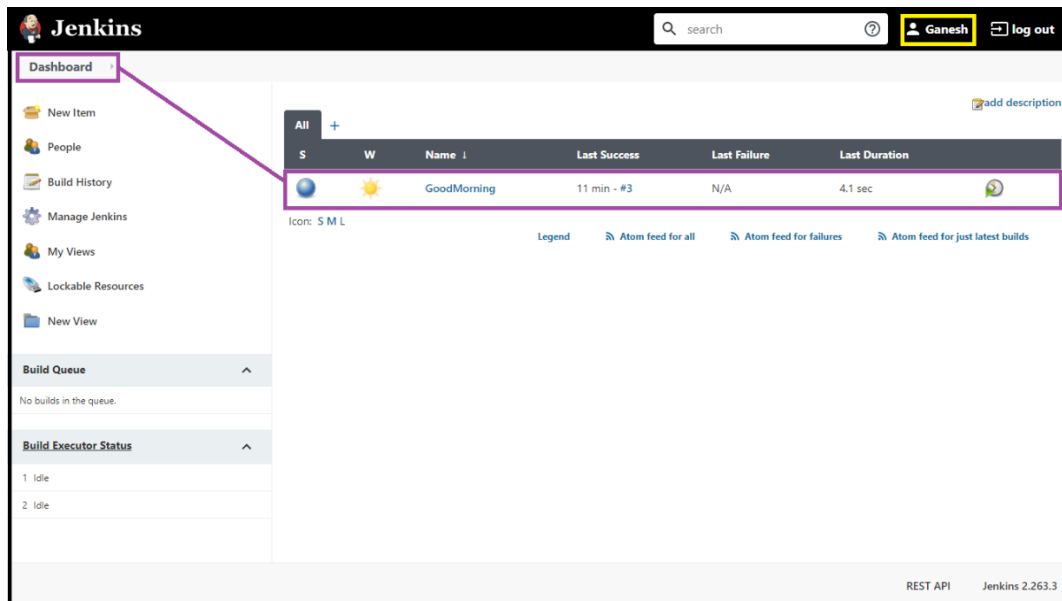 Jenkins
search
Ganesh
log out
Dashboard
New Item
People
Build History
Manage Jenkins
My Views
Lockable Resources
New View
Build Queue
No builds in the queue.
Build Executor Status
1 Idle
2 Idle
add description
All +
S W Name ↓ Last Success Last Failure Last Duration
GoodMorning 11 min - #3 N/A 4.1 sec
Icon: S M L
Legend Atom feed for all Atom feed for failures Atom feed for just latest builds
REST API Jenkins 2.263.3